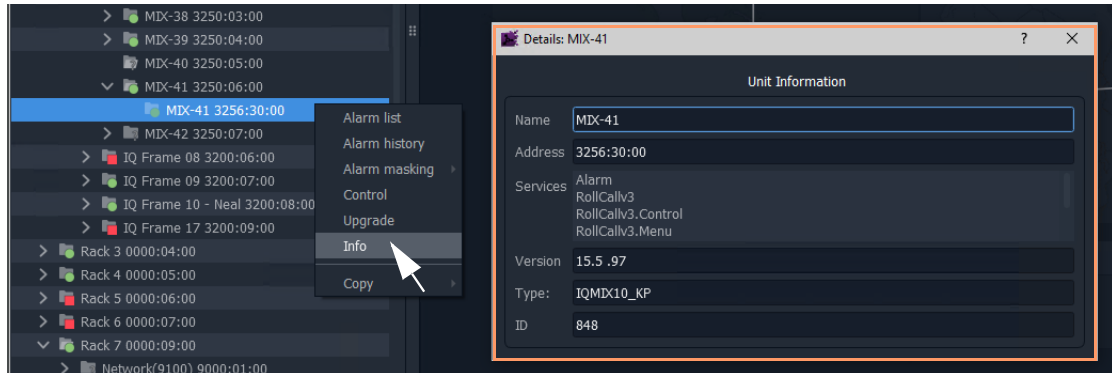 MIX-38 3250:03:00
MIX-39 3250:04:00
MIX-40 3250:05:00
MIX-41 3250:06:00
MIX-41 3256:30:00
MIX-42 3250:07:00
IQ Frame 08 3200:06:00
IQ Frame 09 3200:07:00
IQ Frame 10 - Neal 3200:08:00
IQ Frame 17 3200:09:00
Rack 3 0000:04:00
Rack 4 0000:05:00
Rack 5 0000:06:00
Rack 6 0000:07:00
Rack 7 0000:09:00
Network(9100) 9000:01:00
Alarm list
Alarm history
Alarm masking
Control
Upgrade
Info
Copy
Details: MIX-41
?
Unit Information
Name MIX-41
Address 3256:30:00
Services Alarm
RollCallv3
RollCallv3.Control
RollCallv3.Menu
Version 15.5 .97
Type: IQMIX10_KP
ID 848